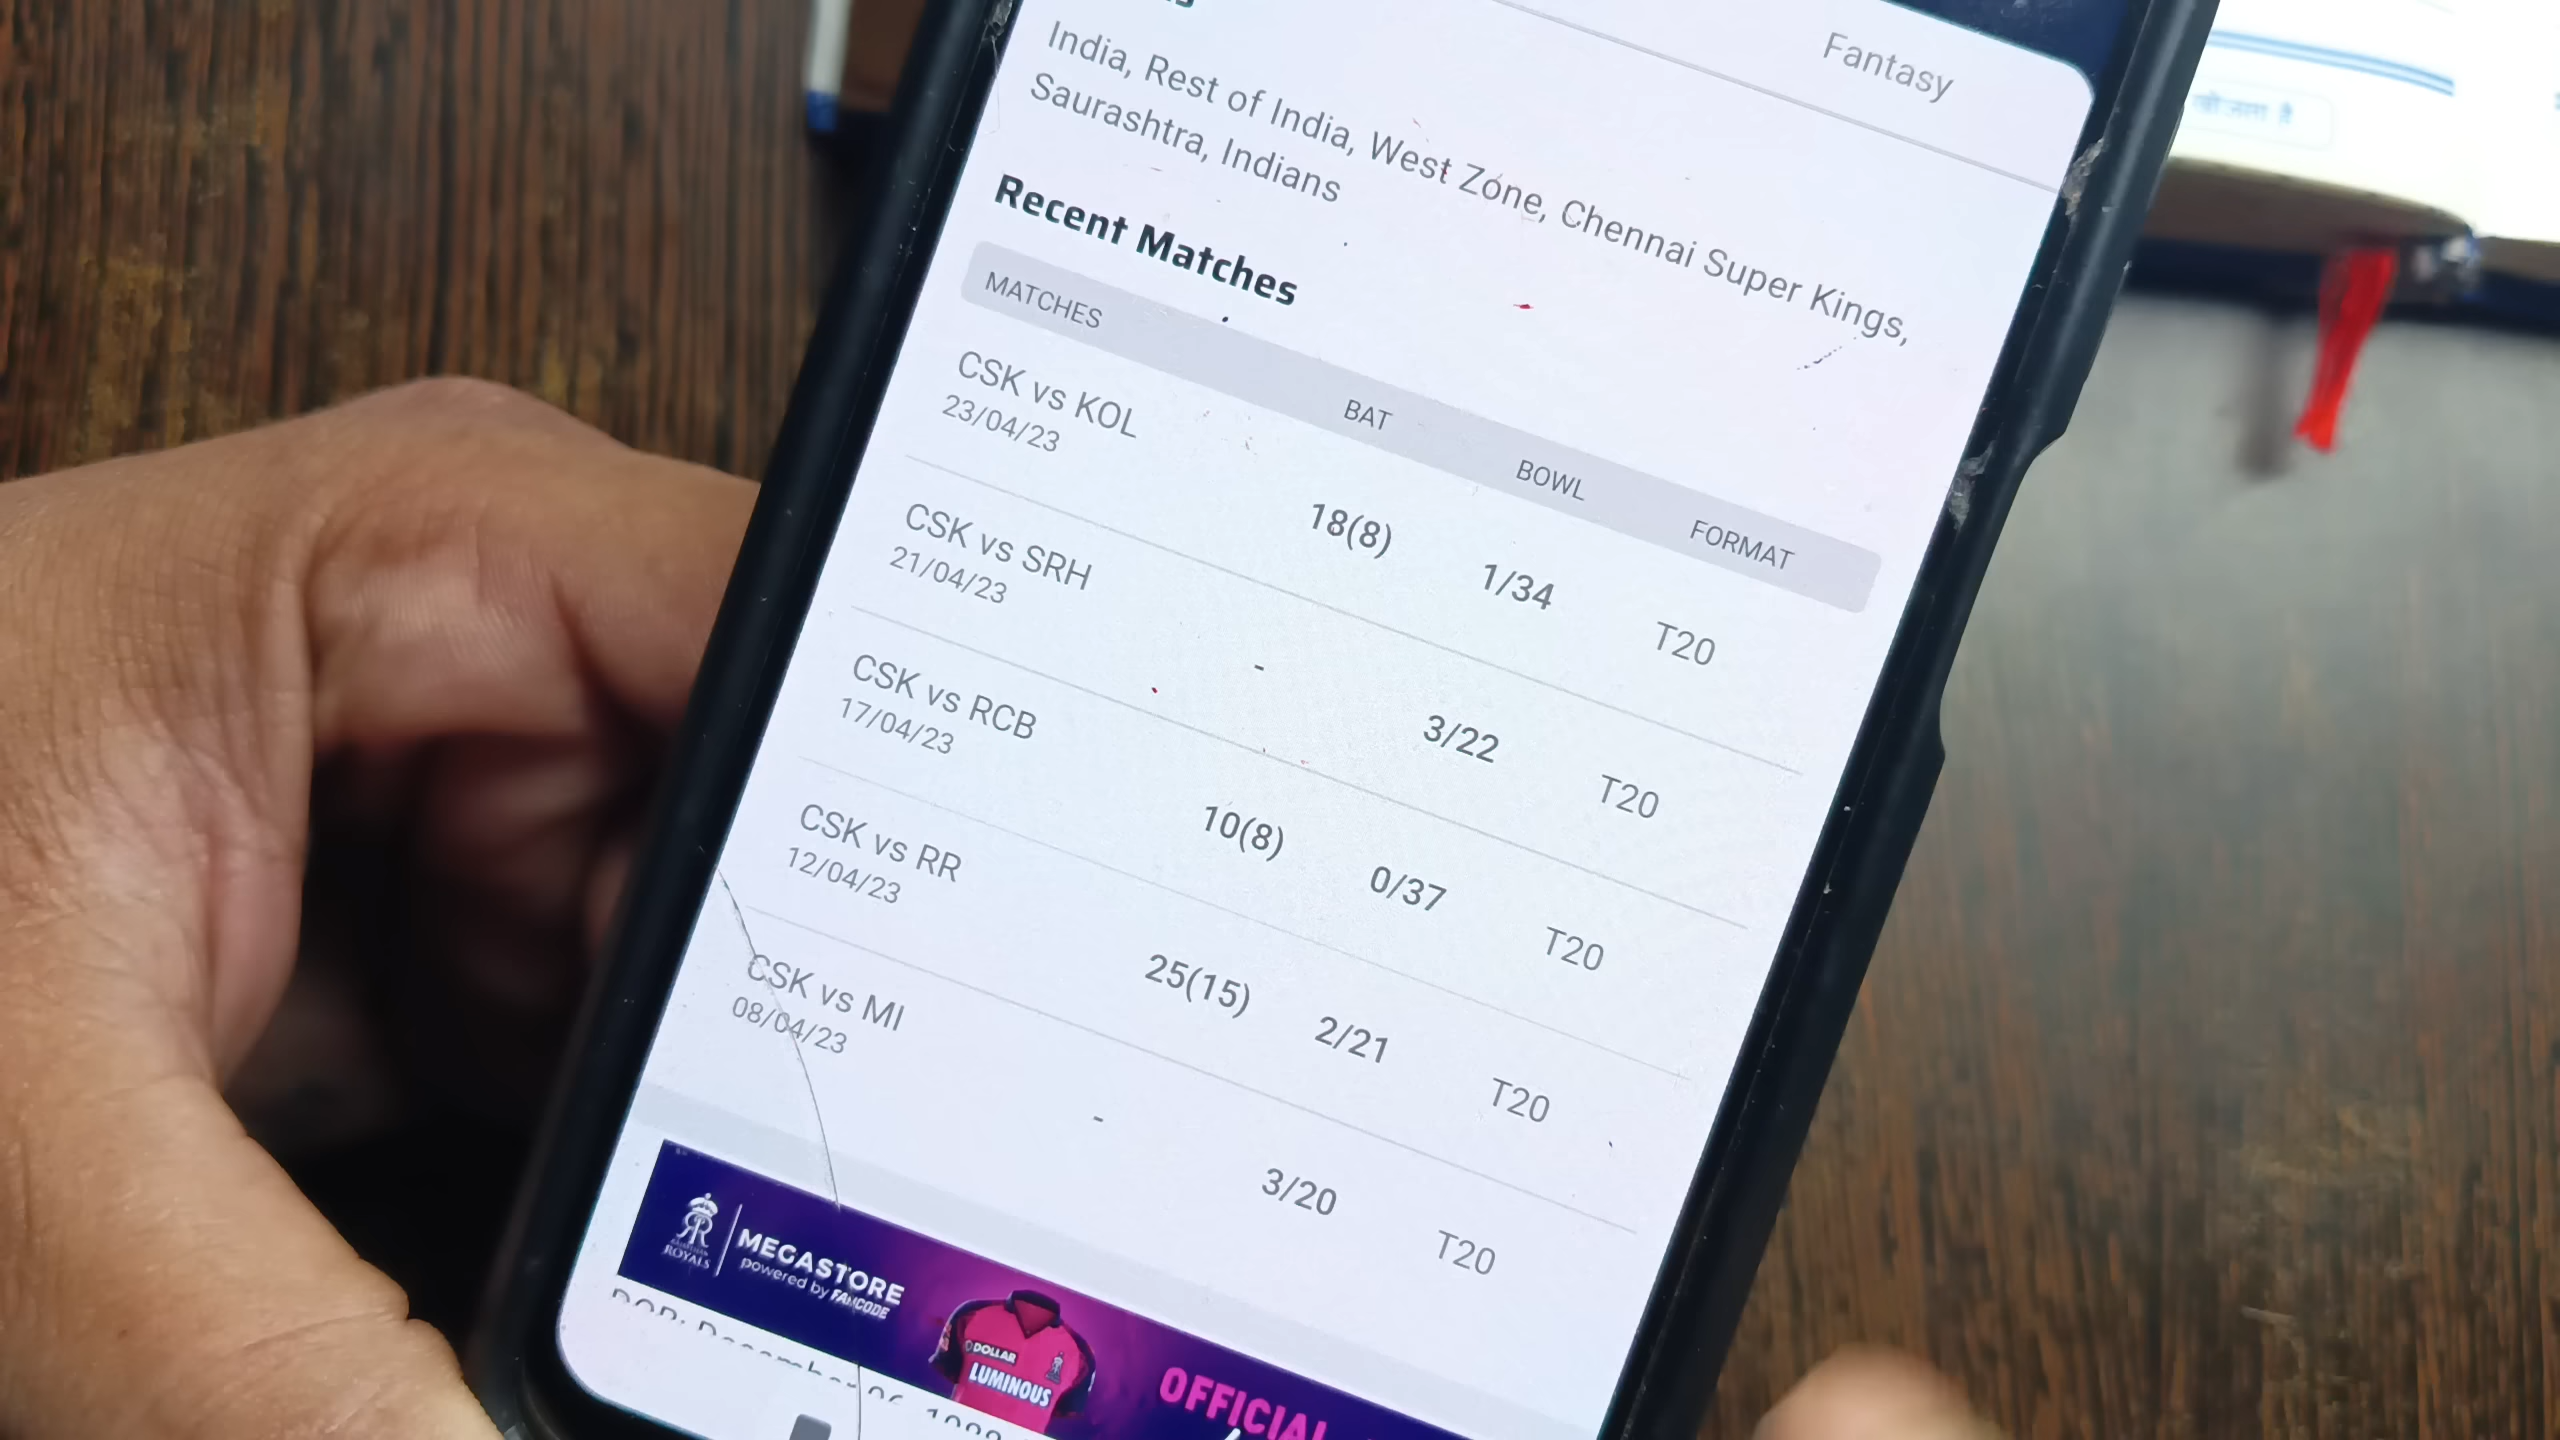 Fantasy
India, Rest of India, West Zone, Chennai Super Kings,
Saurashtra, Indians
Recent Matches
MATCHES BAT BOWL FORMAT
CSK vs KOL 18(8) 1/34 T20
23/04/23
CSK vs SRH - 3/22 T20
21/04/23
CSK vs RCB 10(8) 0/37 T20
17/04/23
CSK vs RR 25(15) 2/21 T20
12/04/23
CSK vs MI - 3/20 T20
08/04/23
ROYALS
MEGASTORE
powered by FANCODE
DOLLAR
LUMINOUS
OFFICIAL